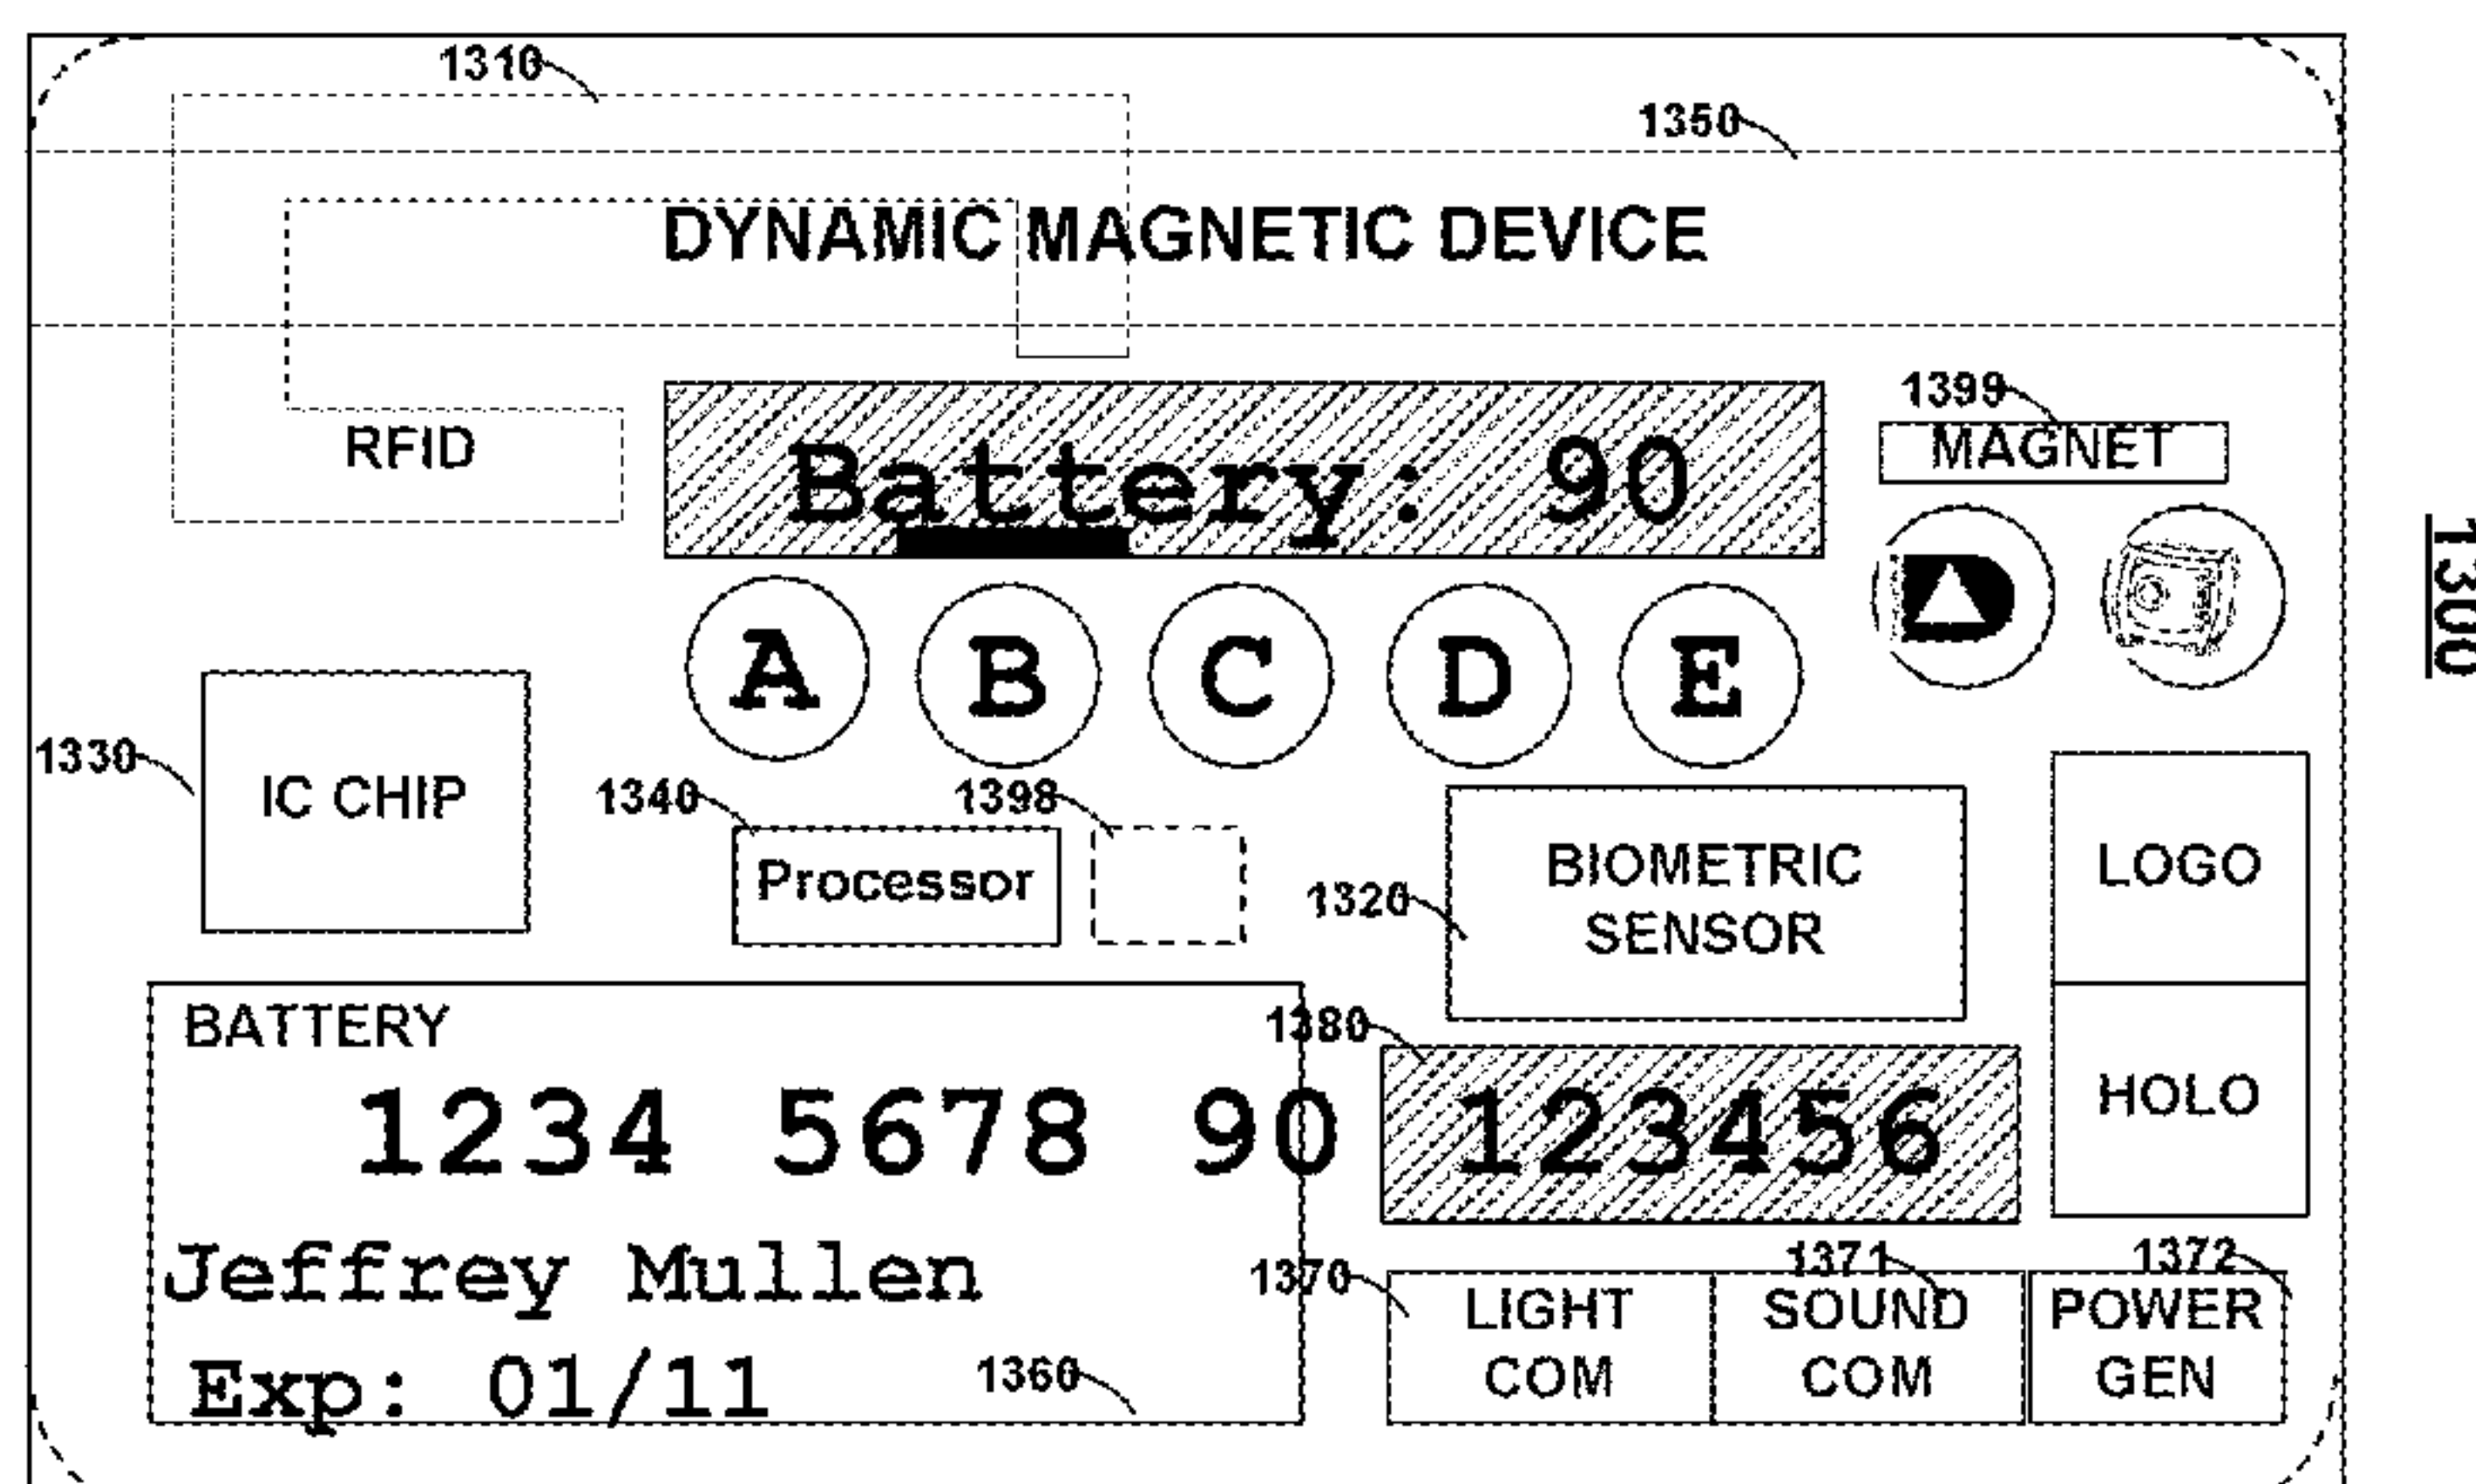 1310
1350
DYNAMIC MAGNETIC DEVICE
1399
RFID
Battery: 90
MAGNET
1300
A B C D E
1330
IC CHIP
1340
1398
Processor
1320
BIOMETRIC
SENSOR
LOGO
BATTERY
1380
1234 5678 90
123456
HOLO
Jeffrey Mullen
1370
1371
1372
LIGHT
COM
SOUND
COM
POWER
GEN
Exp: 01/11
1360